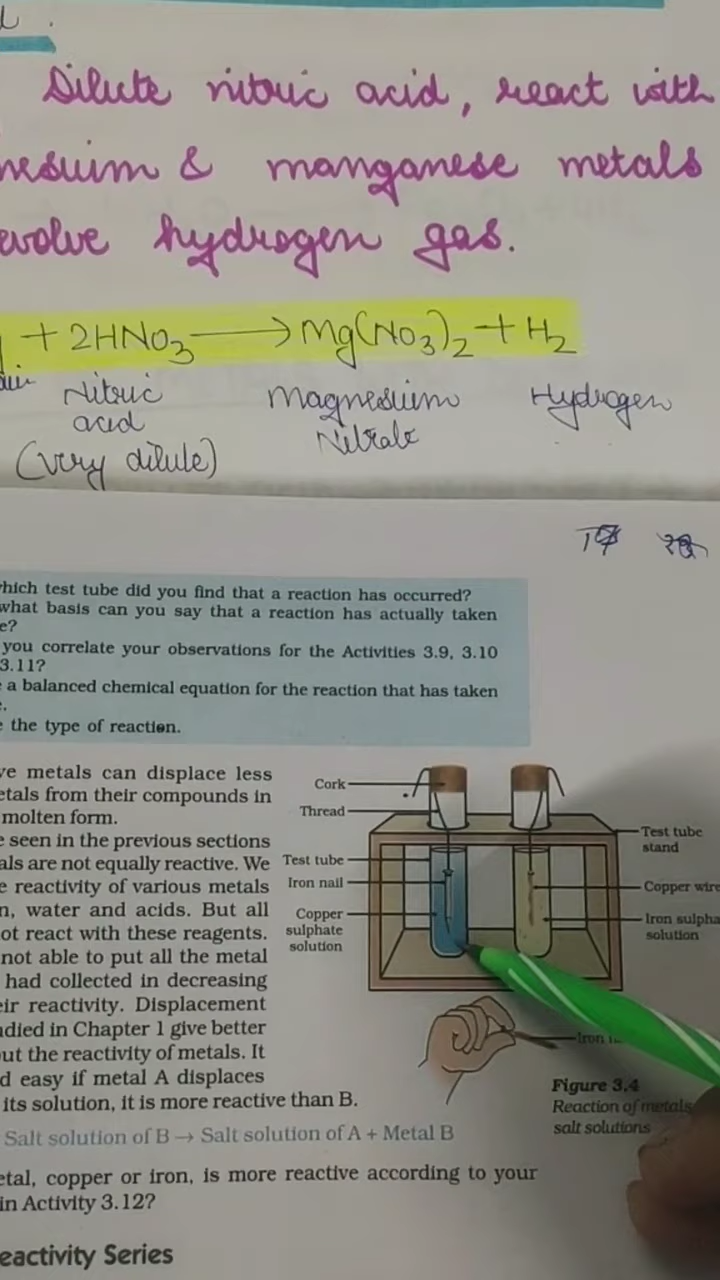 Dilute nitric acid, react with
nesium & manganese metals
evolve hydrogen gas.
+ 2HNO₃ → Mg(NO₃)₂ + H₂
Nitric
acid
(very dilute)
Magnesium
Nitrate
Hydrogen
which test tube did you find that a reaction has occurred?
what basis can you say that a reaction has actually taken
e?
you correlate your observations for the Activities 3.9, 3.10
3.11?
a balanced chemical equation for the reaction that has taken
e.
the type of reaction.
ve metals can displace less
etals from their compounds in
molten form.
e seen in the previous sections
als are not equally reactive. We
e reactivity of various metals
n, water and acids. But all
ot react with these reagents.
not able to put all the metal
had collected in decreasing
eir reactivity. Displacement
udied in Chapter 1 give better
out the reactivity of metals. It
d easy if metal A displaces
its solution, it is more reactive than B.
Salt solution of B → Salt solution of A + Metal B
etal, copper or iron, is more reactive according to your
in Activity 3.12?
eactivity Series
Cork
Thread
Test tube
Iron nail
Copper
sulphate
solution
Test tube
stand
Copper wire
Iron sulpha
solution
Iron
Figure 3.4
Reaction of metals
salt solutions